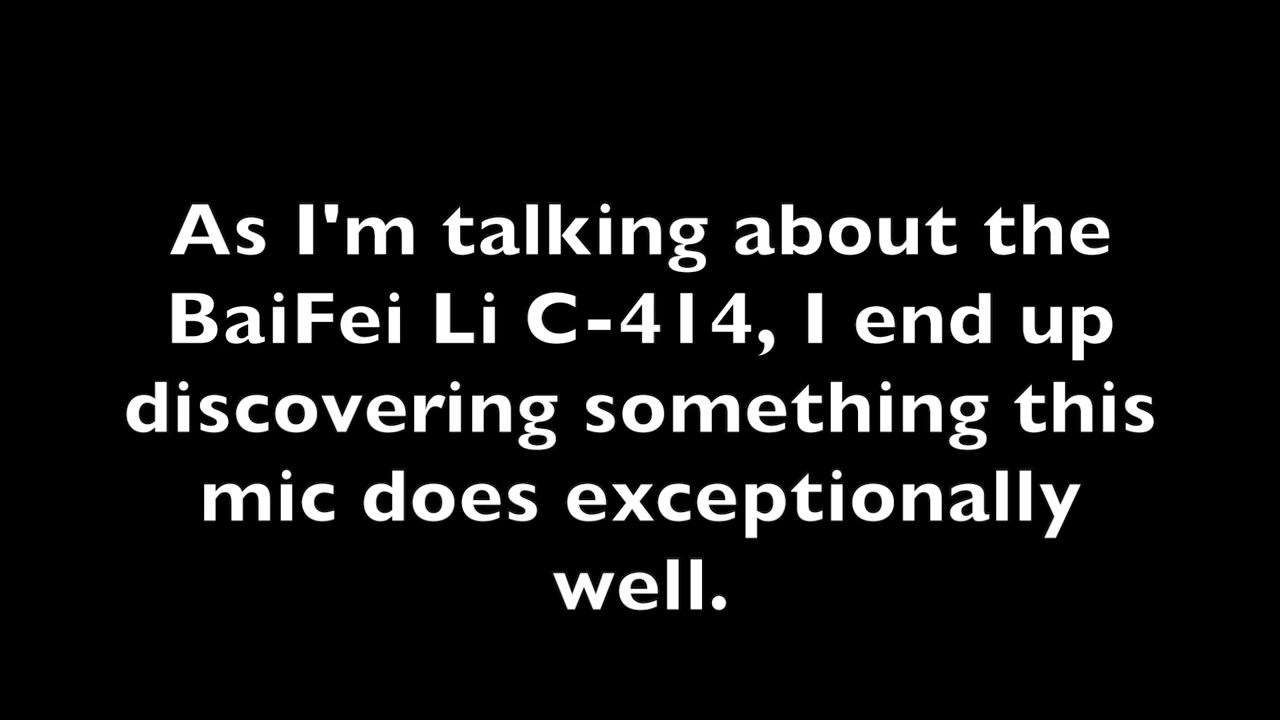 As I'm talking about the
BaiFei Li C-414, I end up
discovering something this
mic does exceptionally
well.